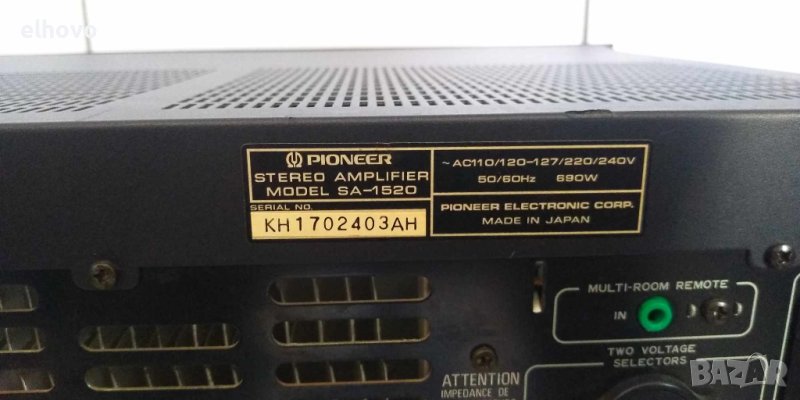 elhovo
PIONEER
STEREO AMPLIFIER
MODEL SA-1520
SERIAL NO.
KH1702403AH
~AC110/120-127/220/240V
50/60Hz 690W
PIONEER ELECTRONIC CORP.
MADE IN JAPAN
MULTI-ROOM REMOTE
IN
TWO VOLTAGE
SELECTORS
ATTENTION
IMPEDANCE DE
BAZAR